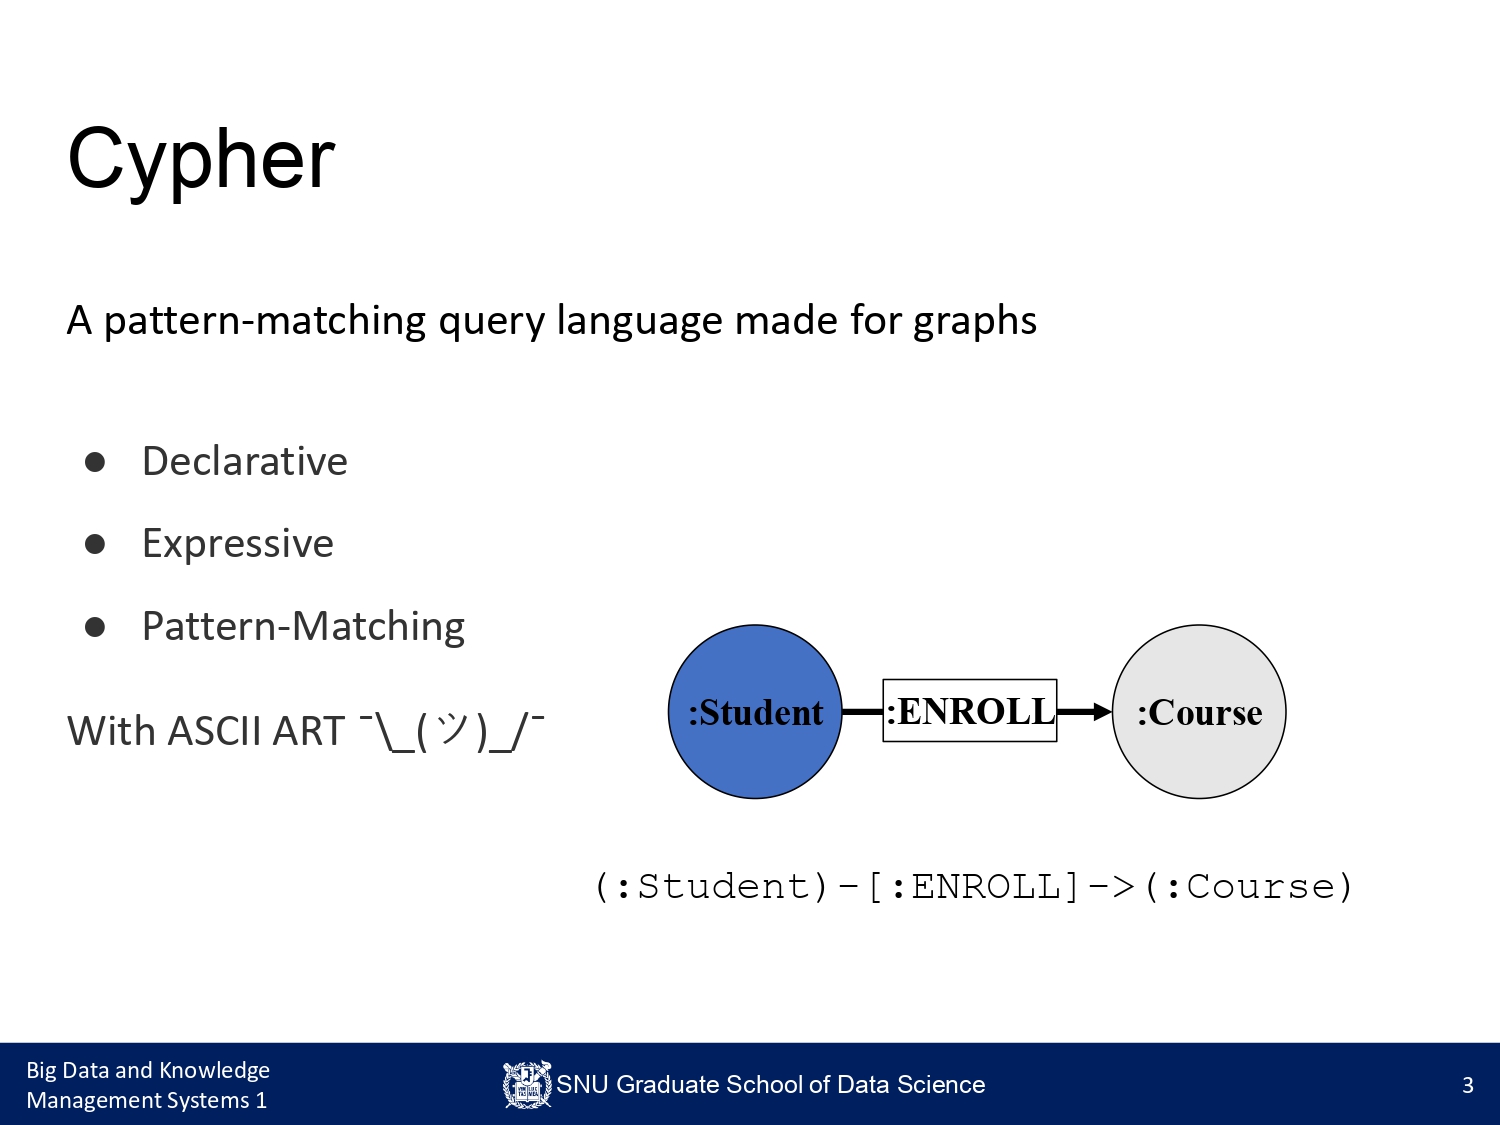 Cypher
A pattern-matching query language made for graphs
● Declarative
● Expressive
● Pattern-Matching
With ASCII ART ¯\_(ツ)_/¯
:Student
:ENROLL
:Course
(:Student)-[:ENROLL]->(:Course)
Big Data and Knowledge
Management Systems 1
SNU Graduate School of Data Science
3